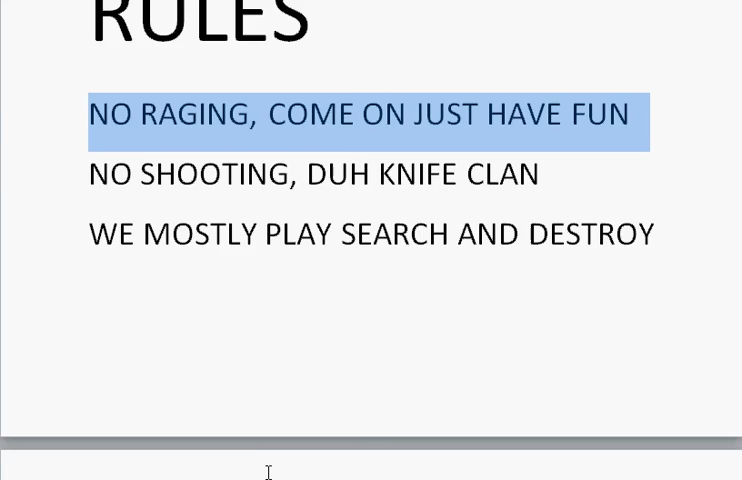 RULES
NO RAGING, COME ON JUST HAVE FUN
NO SHOOTING, DUH KNIFE CLAN
WE MOSTLY PLAY SEARCH AND DESTROY